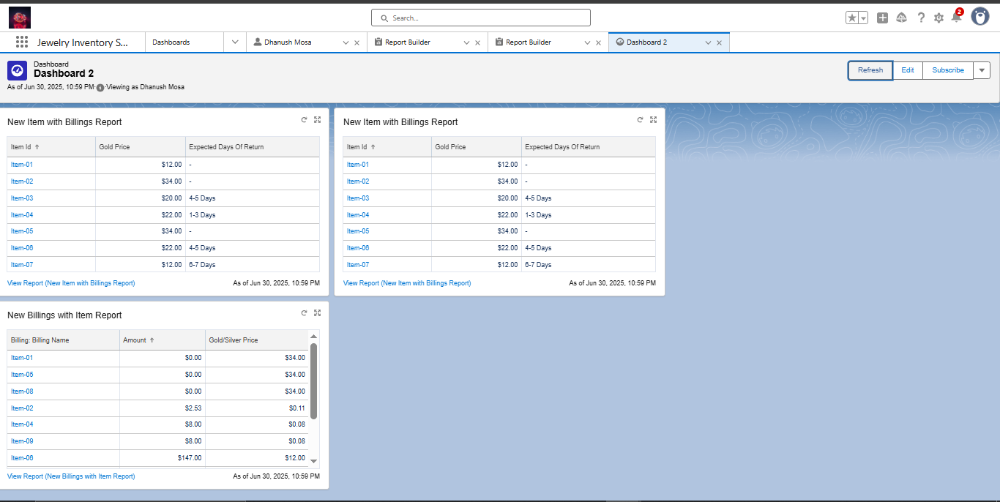 Search...
2
Jewelry Inventory S...
Dashboards
Dhanush Mosa
Report Builder
Report Builder
Dashboard 2
Dashboard
Dashboard 2
As of Jun 30, 2025, 10:59 PM·Viewing as Dhanush Mosa
Refresh
Edit
Subscribe
New Item with Billings Report
Item Id ↑ Gold Price Expected Days Of Return
Item-01 $12.00 -
Item-02 $34.00 -
Item-03 $20.00 4-5 Days
Item-04 $22.00 1-3 Days
Item-05 $34.00 -
Item-06 $22.00 4-5 Days
Item-07 $12.00 6-7 Days
View Report (New Item with Billings Report) As of Jun 30, 2025, 10:59 PM
New Item with Billings Report
Item Id ↑ Gold Price Expected Days Of Return
Item-01 $12.00 -
Item-02 $34.00 -
Item-03 $20.00 4-5 Days
Item-04 $22.00 1-3 Days
Item-05 $34.00 -
Item-06 $22.00 4-5 Days
Item-07 $12.00 6-7 Days
View Report (New Item with Billings Report) As of Jun 30, 2025, 10:59 PM
New Billings with Item Report
Billing: Billing Name Amount ↑ Gold/Silver Price
Item-01 $0.00 $34.00
Item-05 $0.00 $34.00
Item-08 $0.00 $34.00
Item-02 $2.53 $0.11
Item-04 $8.00 $0.08
Item-09 $8.00 $0.08
Item-06 $147.00 $12.00
View Report (New Billings with Item Report) As of Jun 30, 2025, 10:59 PM